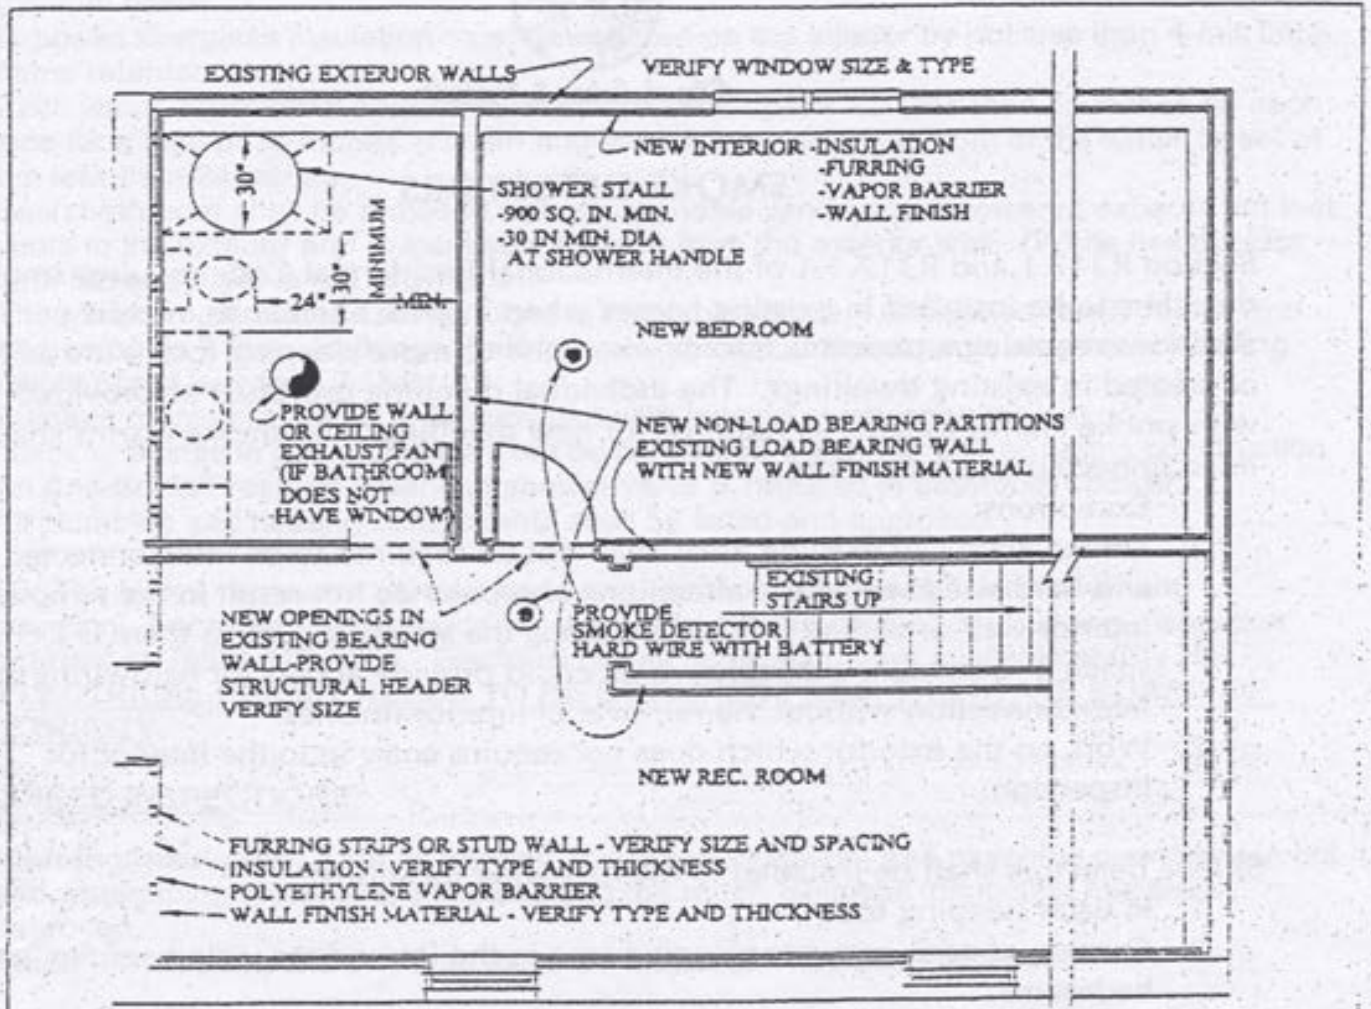 EXISTING EXTERIOR WALLS
VERIFY WINDOW SIZE & TYPE
NEW INTERIOR -INSULATION
-FURRING
-VAPOR BARRIER
-WALL FINISH
30"
SHOWER STALL
-900 SQ. IN. MIN.
-30 IN MIN. DIA
AT SHOWER HANDLE
30"
MINIMUM
24"
MIN.
NEW BEDROOM
PROVIDE WALL
OR CEILING
EXHAUST FAN
(IF BATHROOM
DOES NOT
HAVE WINDOW)
NEW NON-LOAD BEARING PARTITIONS
EXISTING LOAD BEARING WALL
WITH NEW WALL FINISH MATERIAL
EXISTING
STAIRS UP
NEW OPENINGS IN
EXISTING BEARING
WALL-PROVIDE
STRUCTURAL HEADER
VERIFY SIZE
PROVIDE
SMOKE DETECTOR
HARD WIRE WITH BATTERY
NEW REC. ROOM
FURRING STRIPS OR STUD WALL - VERIFY SIZE AND SPACING
INSULATION - VERIFY TYPE AND THICKNESS
POLYETHYLENE VAPOR BARRIER
WALL FINISH MATERIAL - VERIFY TYPE AND THICKNESS